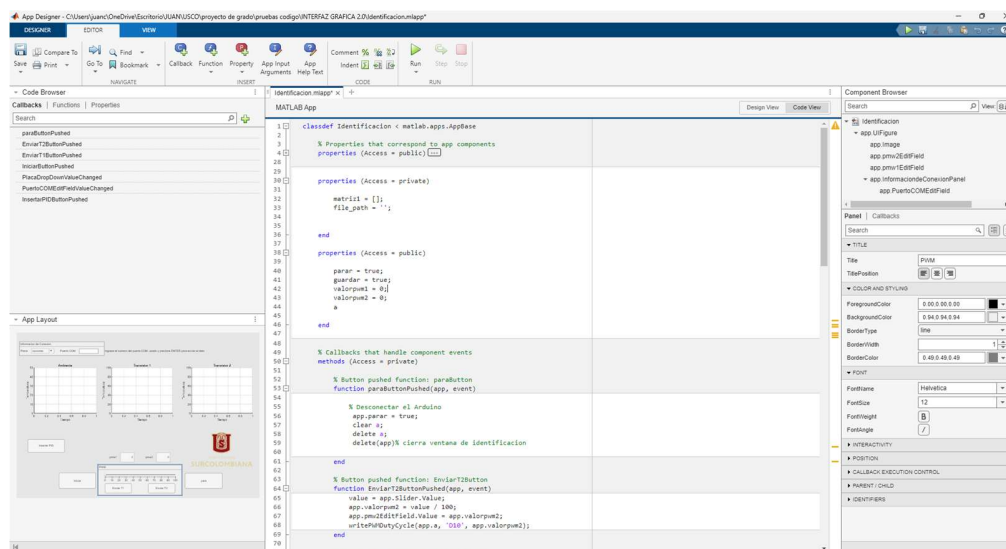 App Designer - C:\Users\juanc\OneDrive\Escritorio\JUAN\USCO\proyecto de grado\pruebas codigo\INTERFAZ GRAFICA 2.0\Identificacion.mlapp*
DESIGNER EDITOR VIEW
Save Compare To Print Go To Find Bookmark Callback Function Property App Input Arguments App Help Text Comment Indent Run Step Stop
NAVIGATE INSERT CODE RUN
Code Browser
Callbacks | Functions | Properties
Search
paraButtonPushed
EnviarT2ButtonPushed
EnviarT1ButtonPushed
IniciarButtonPushed
PlacaDropDownValueChanged
PuertoCOMEditFieldValueChanged
InsertarPIDButtonPushed
App Layout
Identificacion.mlapp* × +
MATLAB App Design View Code View
1 classdef Identificacion < matlab.apps.AppBase
2
3 % Properties that correspond to app components
4 properties (Access = public) ...
28
29
30 properties (Access = private)
31
32 matriz1 = [];
33 file_path = '';
34
35
36 end
37
38 properties (Access = public)
39
40 parar = true;
41 guardar = true;
42 valorpwm1 = 0;
43 valorpwm2 = 0;
44 a
45
46 end
47
48
49 % Callbacks that handle component events
50 methods (Access = private)
51
52 % Button pushed function: paraButton
53 function paraButtonPushed(app, event)
54
55 % Desconectar el Arduino
56 app.parar = true;
57 clear a;
58 delete a;
59 delete(app)% cierra ventana de identificacion
60
61 end
62
63 % Button pushed function: EnviarT2Button
64 function EnviarT2ButtonPushed(app, event)
65 value = app.Slider.Value;
66 app.valorpwm2 = value / 100;
67 app.pmw2EditField.Value = app.valorpwm2;
68 writePWMDutyCycle(app.a, 'D10', app.valorpwm2);
69 end
70
Component Browser
Search View:
Identificacion
app.UIFigure
app.Image
app.pmw2EditField
app.pmw1EditField
app.InformaciondeConexionPanel
app.PuertoCOMEditField
Panel | Callbacks
Search
TITLE
Title PWM
TitlePosition
COLOR AND STYLING
ForegroundColor 0.00,0.00,0.00
BackgroundColor 0.94,0.94,0.94
BorderType line
BorderWidth 1
BorderColor 0.49,0.49,0.49
FONT
FontName Helvetica
FontSize 12
FontWeight B
FontAngle I
INTERACTIVITY
POSITION
CALLBACK EXECUTION CONTROL
PARENT / CHILD
IDENTIFIERS